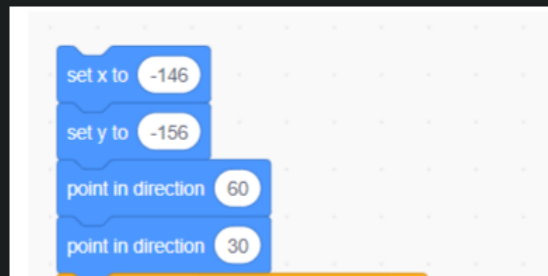 set x to -146
set y to -156
point in direction 60
point in direction 30